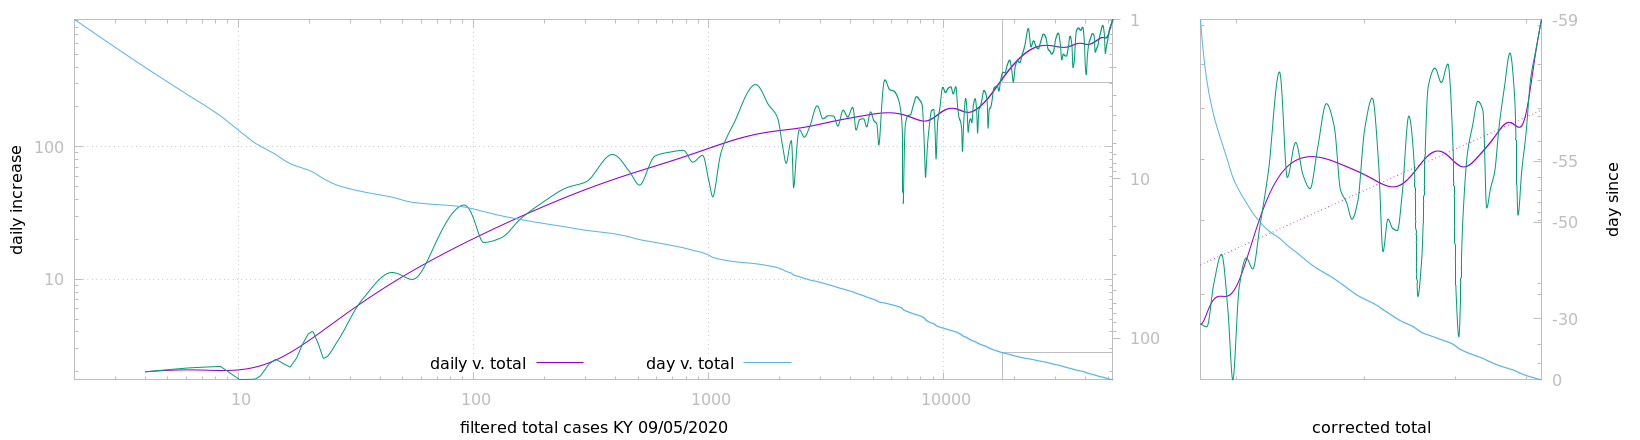 1
-59
100
daily increase
10
-55
-50
day since
10
-30
100
daily v. total
day v. total
0
10
100
1000
10000
filtered total cases KY 09/05/2020
corrected total